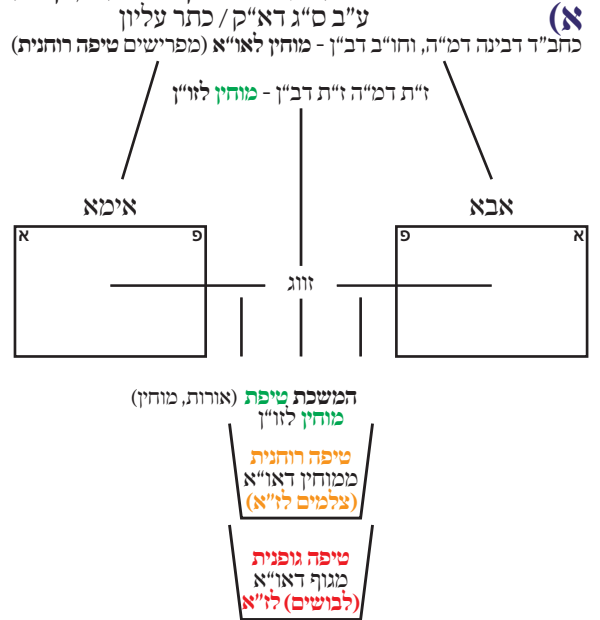 א)
ע״ב ס״ג דא״ק / כתר עליון
כחב״ד דבינה דמ״ה, וחו״ב דב״ן - מוחין לאו״א (מפרישים טיפה רוחנית)
ז״ת דמ״ה ז״ת דב״ן - מוחין לזו״ן
אבא
אימא
א
פ
פ
א
זווג
המשכת טיפת (אורות, מוחין)
מוחין לזו״ן
טיפה רוחנית
ממוחין דאו״א
(צלמים לז״א)
טיפה גופנית
מגוף דאו״א
(לבושים) לז״א